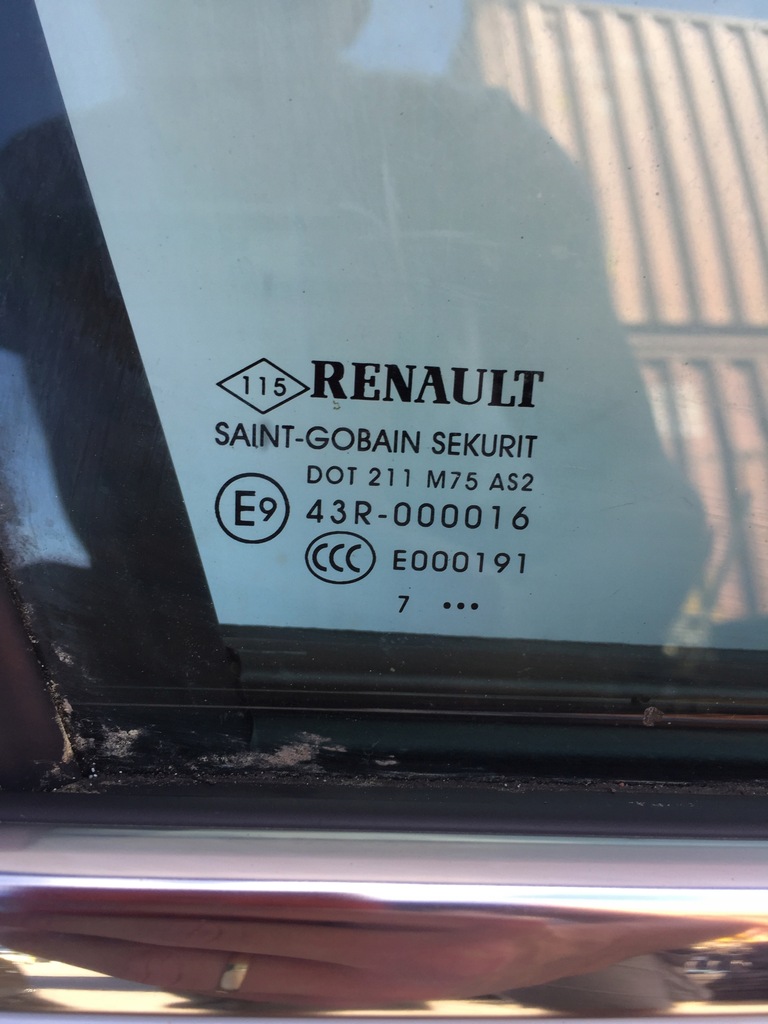 115 RENAULT
SAINT-GOBAIN SEKURIT
DOT 211 M75 AS2
E9 43R-000016
CCC E000191
7 •••